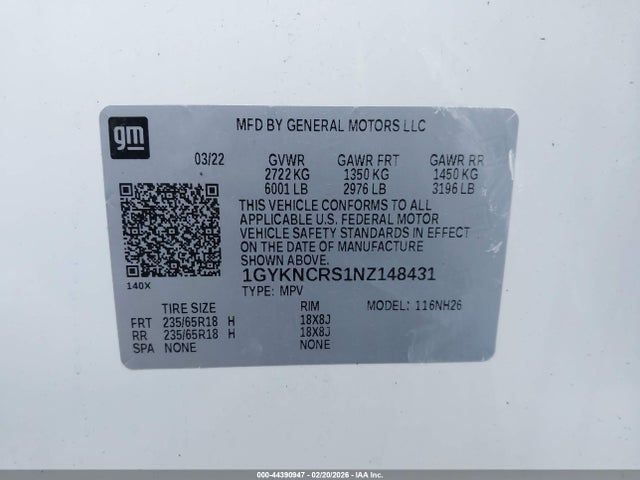 gm
MFD BY GENERAL MOTORS LLC
03/22 GVWR GAWR FRT GAWR RR
2722 KG 1350 KG 1450 KG
6001 LB 2976 LB 3196 LB
THIS VEHICLE CONFORMS TO ALL
APPLICABLE U.S. FEDERAL MOTOR
VEHICLE SAFETY STANDARDS IN EFFECT
ON THE DATE OF MANUFACTURE
SHOWN ABOVE.
1GYKNCRS1NZ148431
140X
TYPE: MPV
TIRE SIZE RIM MODEL: 116NH26
FRT 235/65R18 H 18X8J
RR 235/65R18 H 18X8J
SPA NONE NONE
000-44390947 - 02/20/2026 - IAA Inc.